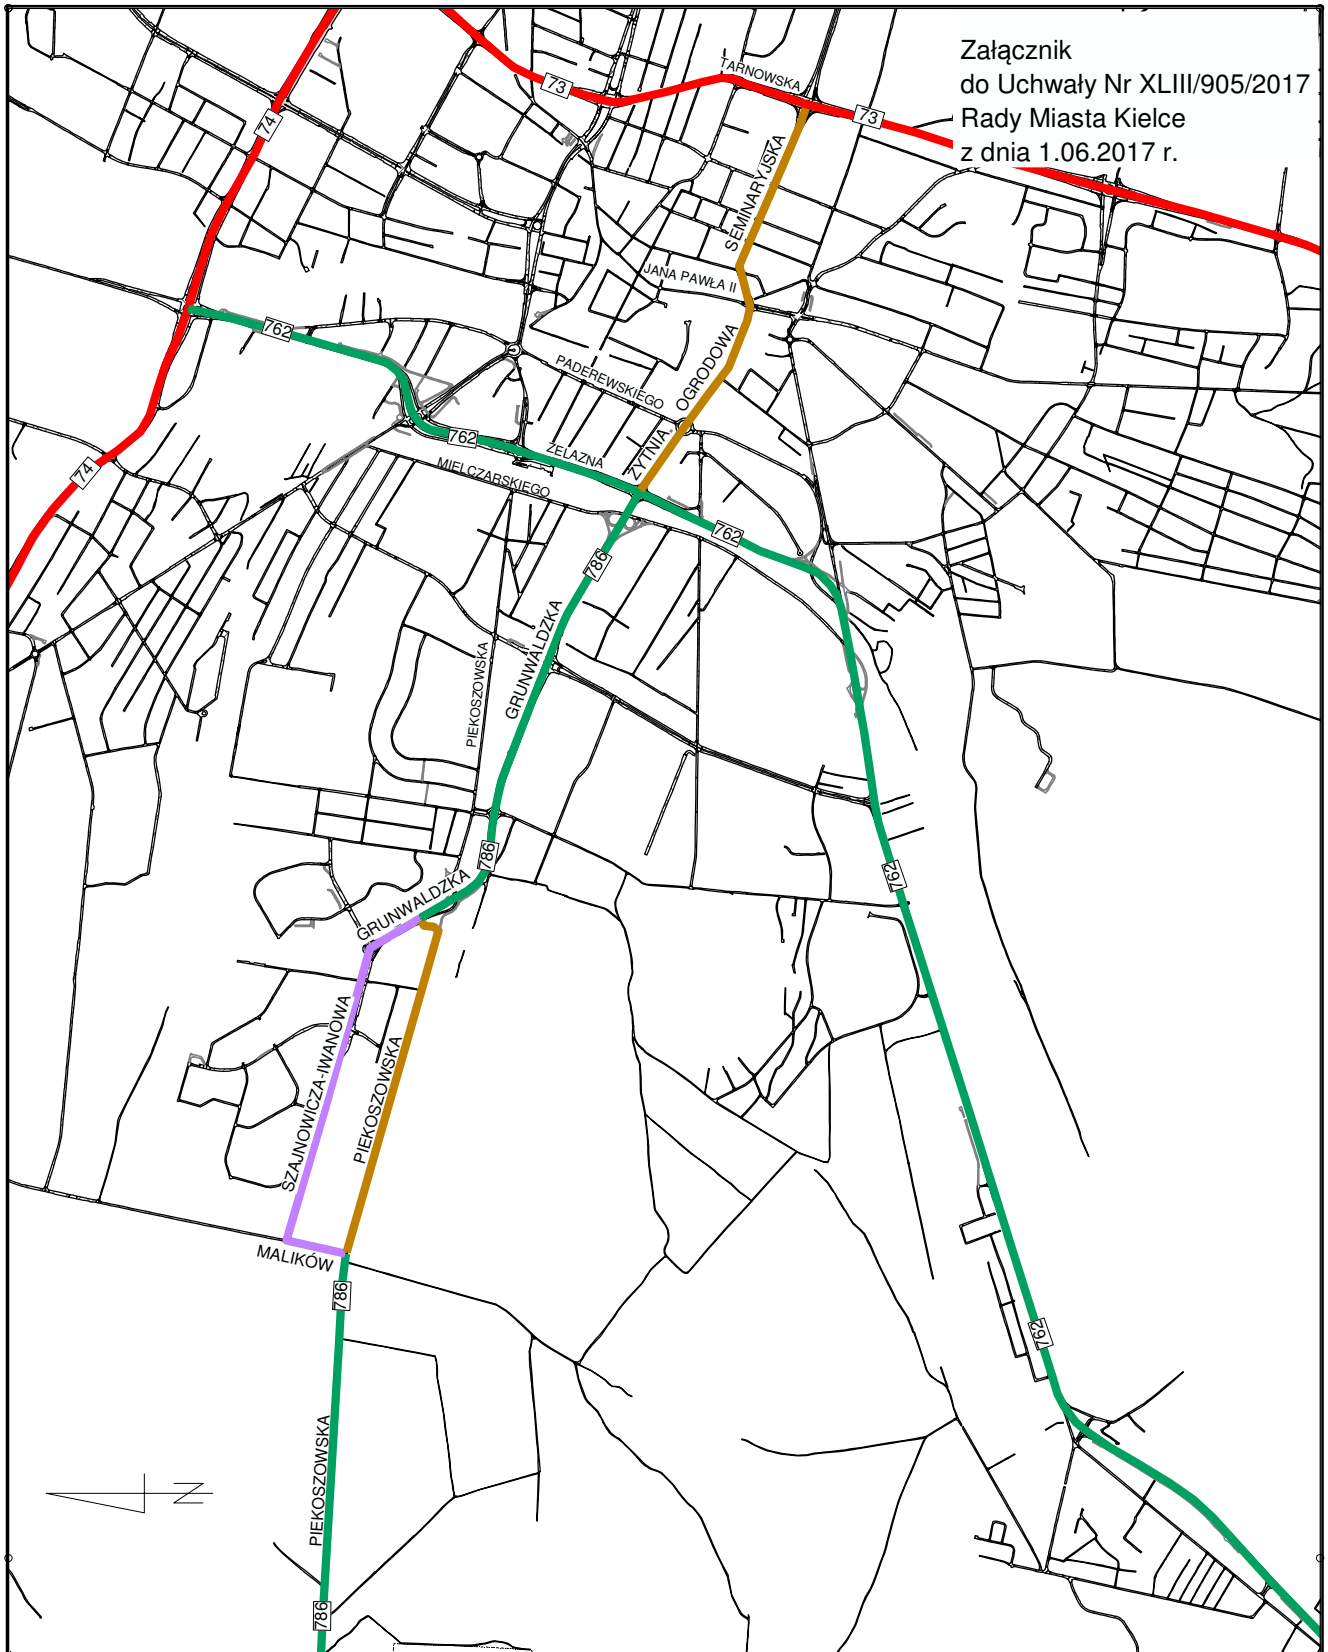 Załącznik
do Uchwały Nr XLIII/905/2017
Rady Miasta Kielce
z dnia 1.06.2017 r.
TARNOWSKA
73
73
74
SEMINARYJSKA
JANA PAWŁA II
762
PADEREWSKIEGO
OGRODOWA
762
ŻELAZNA
ŻYTNIA
MIELCZARSKIEGO
74
762
786
GRUNWALDZKA
PIEKOSZOWSKA
786
762
GRUNWALDZKA
SZAJNOWICZA-IWANOWA
PIEKOSZOWSKA
MALIKÓW
786
762
PIEKOSZOWSKA
N
786